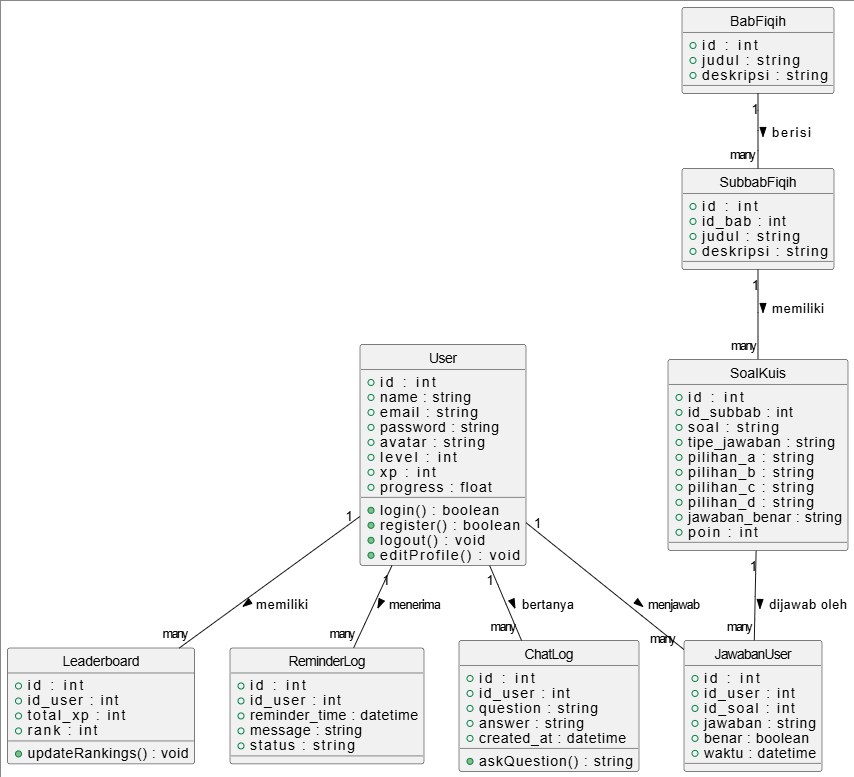 BabFiqih
id : int
judul : string
deskripsi : string
1
berisi
many
SubbabFiqih
id : int
id_bab : int
judul : string
deskripsi : string
1
memiliki
many
SoalKuis
id : int
id_subbab : int
soal : string
tipe_jawaban : string
pilihan_a : string
pilihan_b : string
pilihan_c : string
pilihan_d : string
jawaban_benar : string
poin : int
User
id : int
name : string
email : string
password : string
avatar : string
level : int
xp : int
progress : float
login() : boolean
register() : boolean
logout() : void
editProfile() : void
1
memiliki
many
1
menerima
many
1
bertanya
many
1
menjawab
many
1
dijawab oleh
many
Leaderboard
id : int
id_user : int
total_xp : int
rank : int
updateRankings() : void
ReminderLog
id : int
id_user : int
reminder_time : datetime
message : string
status : string
ChatLog
id : int
id_user : int
question : string
answer : string
created_at : datetime
askQuestion() : string
JawabanUser
id : int
id_user : int
id_soal : int
jawaban : string
benar : boolean
waktu : datetime